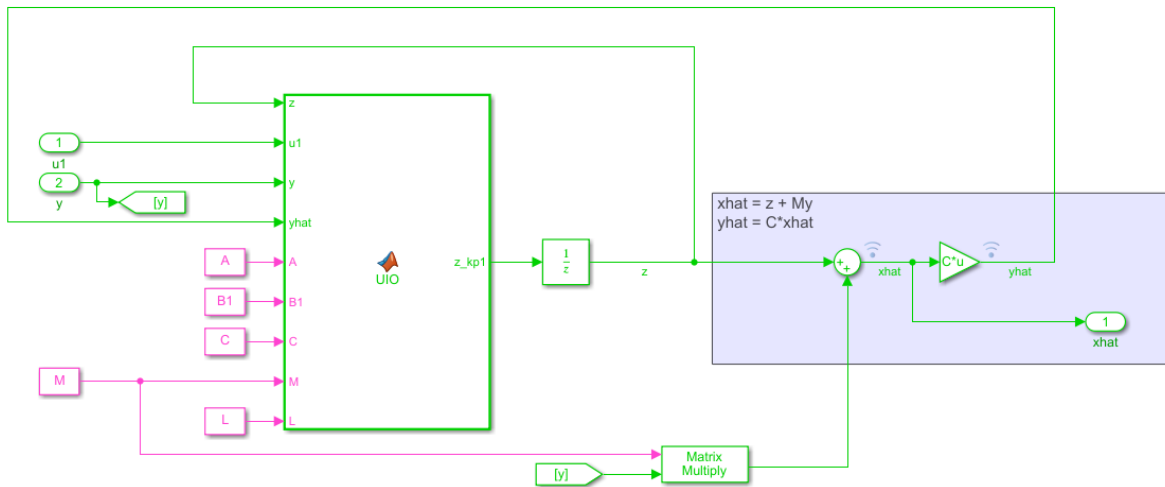 z
1
u1
u1
2
y
y
[y]
yhat
A
A
B1
B1
C
C
M
M
L
L
UIO
z_kp1
1
z
z
xhat = z + My
yhat = C*xhat
+
+
xhat
C*u
yhat
1
xhat
[y]
Matrix
Multiply